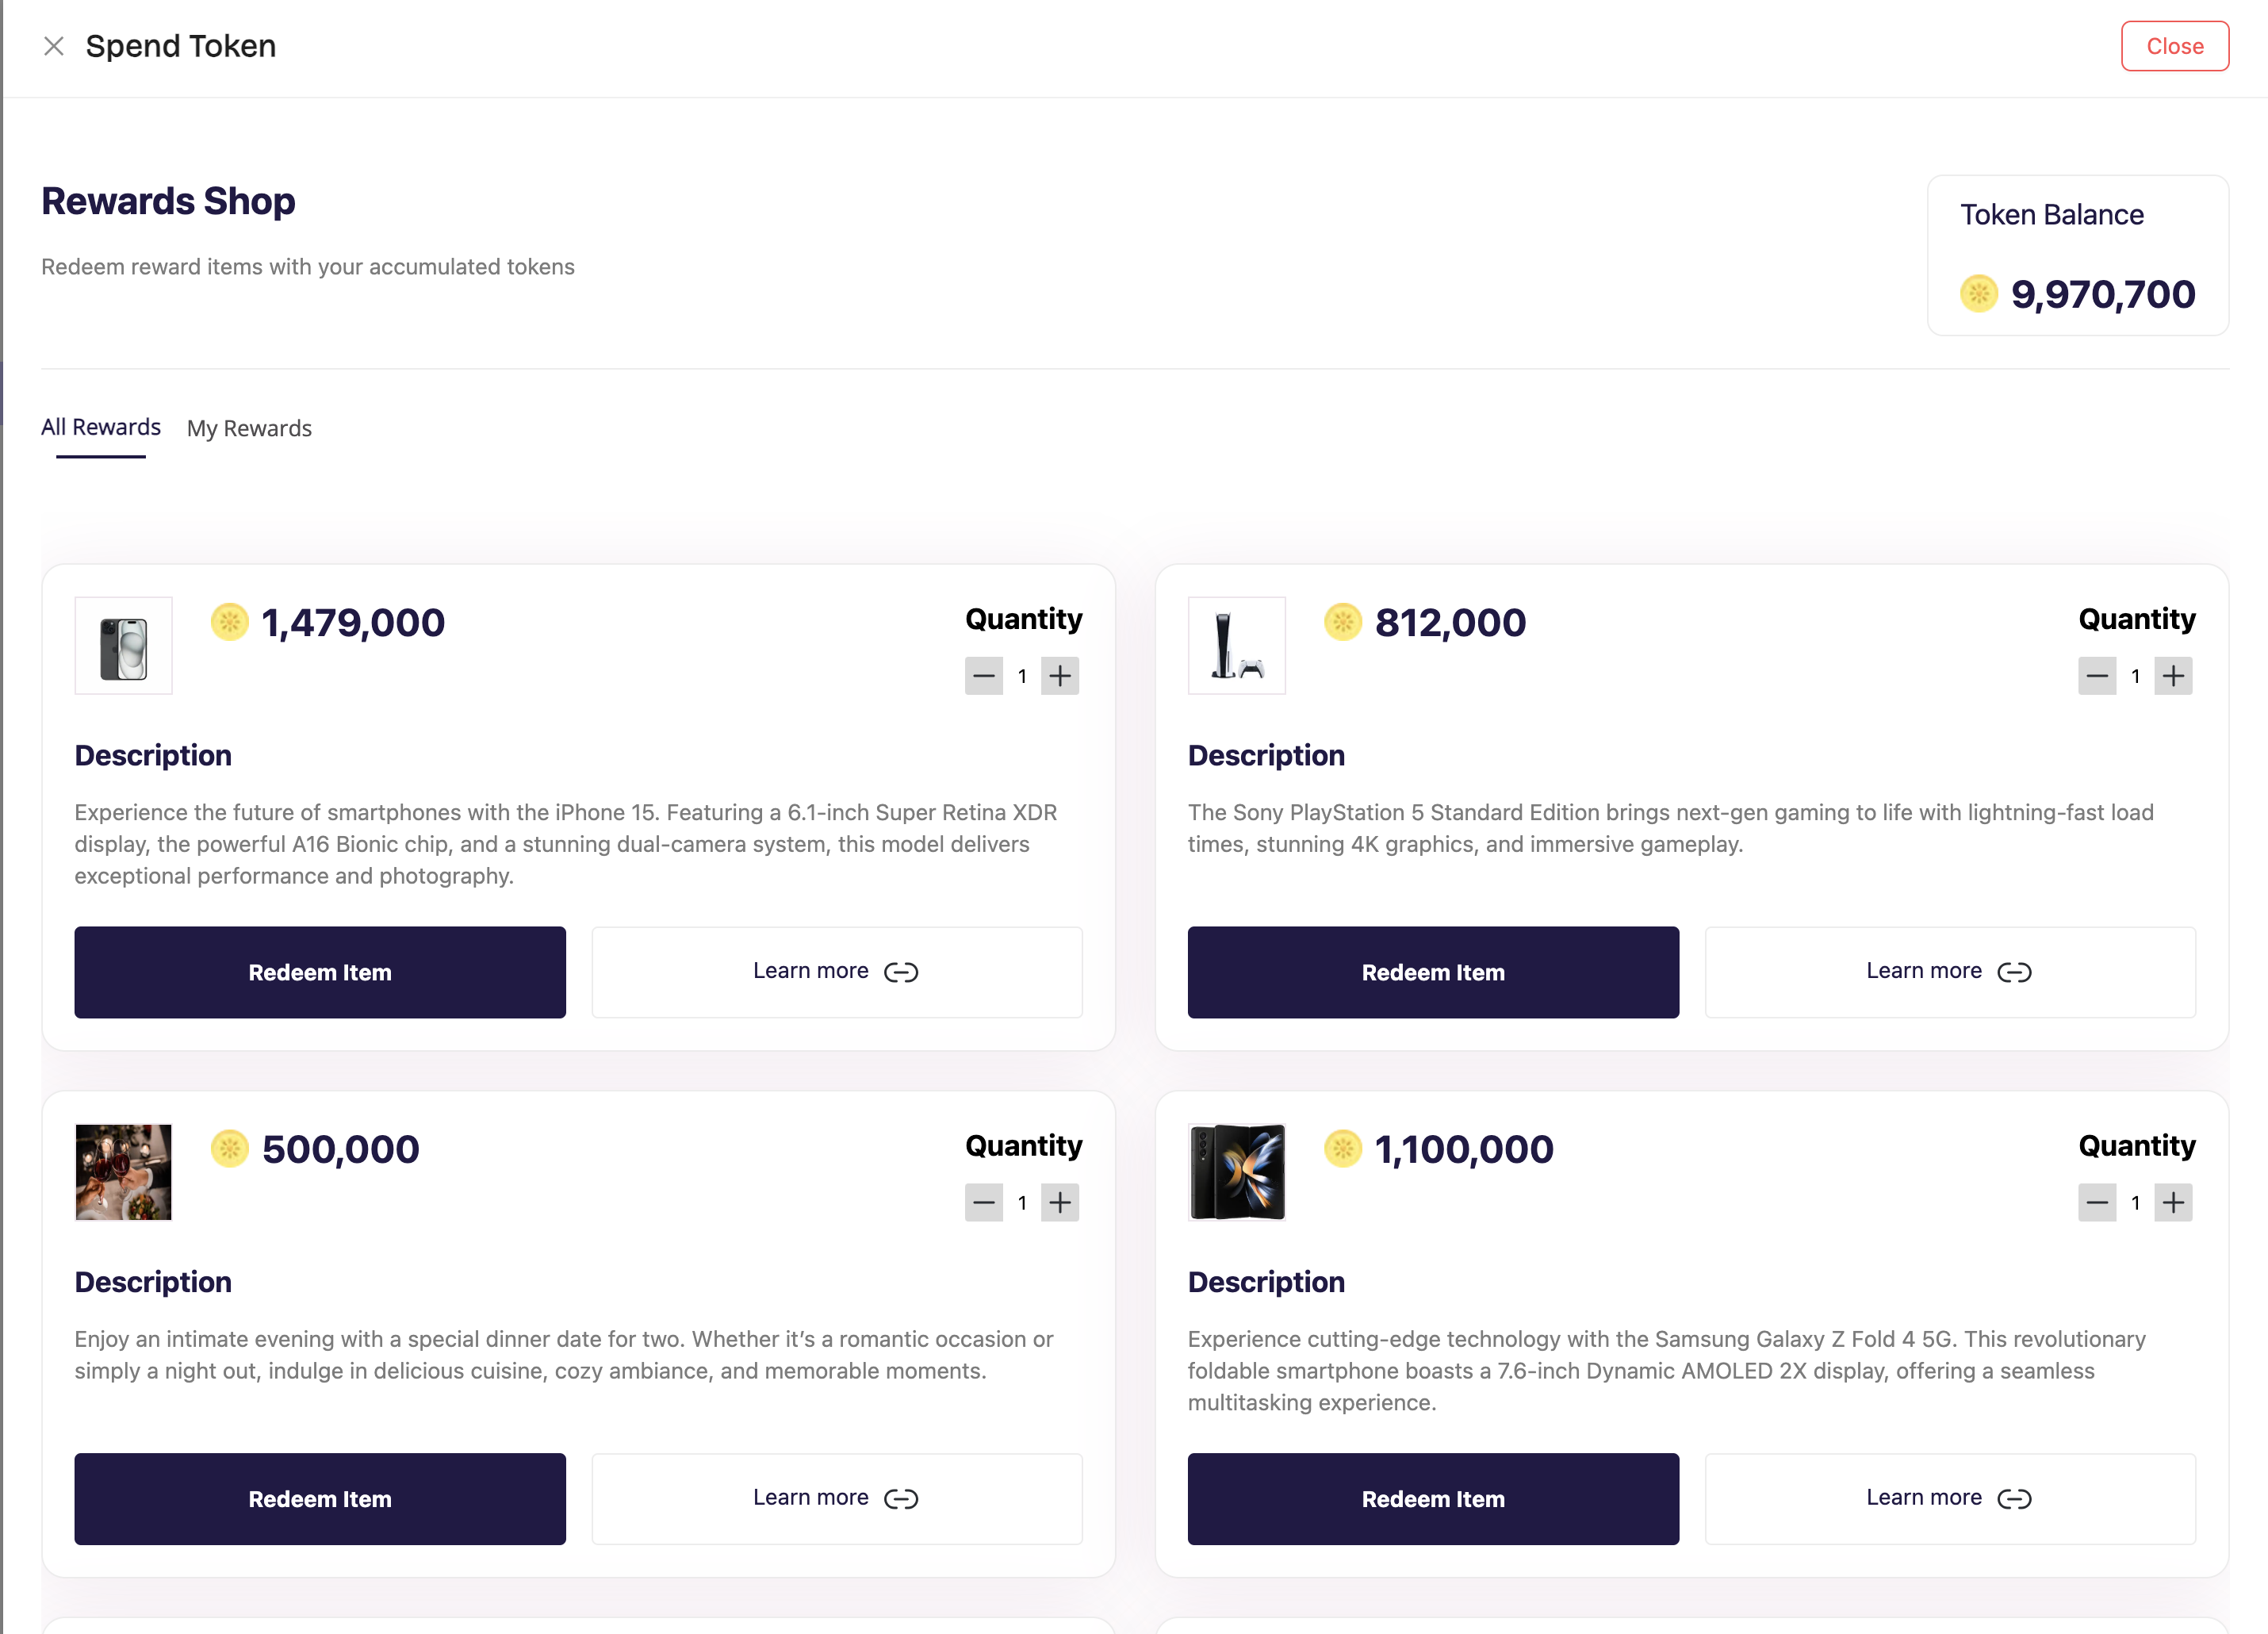 Spend Token
Close
Rewards Shop
Redeem reward items with your accumulated tokens
Token Balance
9,970,700
All Rewards
My Rewards
1,479,000
Quantity
1
Description
Experience the future of smartphones with the iPhone 15. Featuring a 6.1-inch Super Retina XDR
display, the powerful A16 Bionic chip, and a stunning dual-camera system, this model delivers
exceptional performance and photography.
Redeem Item
Learn more
812,000
Quantity
1
Description
The Sony PlayStation 5 Standard Edition brings next-gen gaming to life with lightning-fast load
times, stunning 4K graphics, and immersive gameplay.
Redeem Item
Learn more
500,000
Quantity
1
Description
Enjoy an intimate evening with a special dinner date for two. Whether it’s a romantic occasion or
simply a night out, indulge in delicious cuisine, cozy ambiance, and memorable moments.
Redeem Item
Learn more
1,100,000
Quantity
1
Description
Experience cutting-edge technology with the Samsung Galaxy Z Fold 4 5G. This revolutionary
foldable smartphone boasts a 7.6-inch Dynamic AMOLED 2X display, offering a seamless
multitasking experience.
Redeem Item
Learn more